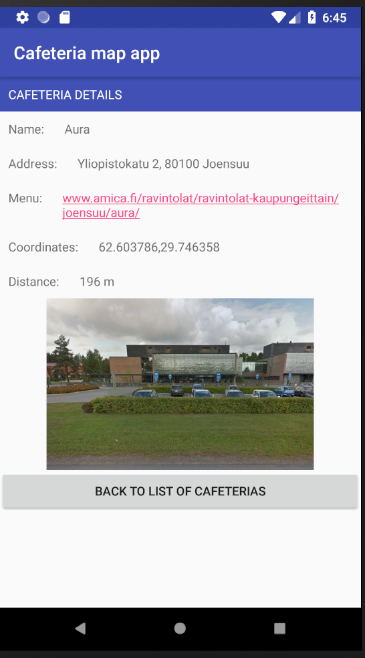 6:45
Cafeteria map app
CAFETERIA DETAILS
Name: Aura
Address: Yliopistokatu 2, 80100 Joensuu
Menu: www.amica.fi/ravintolat/ravintolat-kaupungeittain/
joensuu/aura/
Coordinates: 62.603786,29.746358
Distance: 196 m
BACK TO LIST OF CAFETERIAS